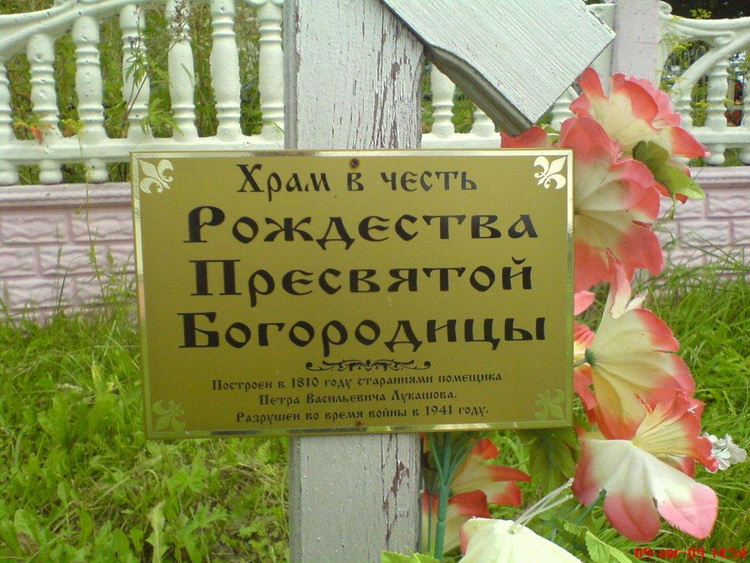 Храм в честь
Рождества
Пресвятой
Богородицы
Построен в 1810 году стараниями помещика
Петра Васильевича Лукашова.
Разрушен во время войны в 1941 году.